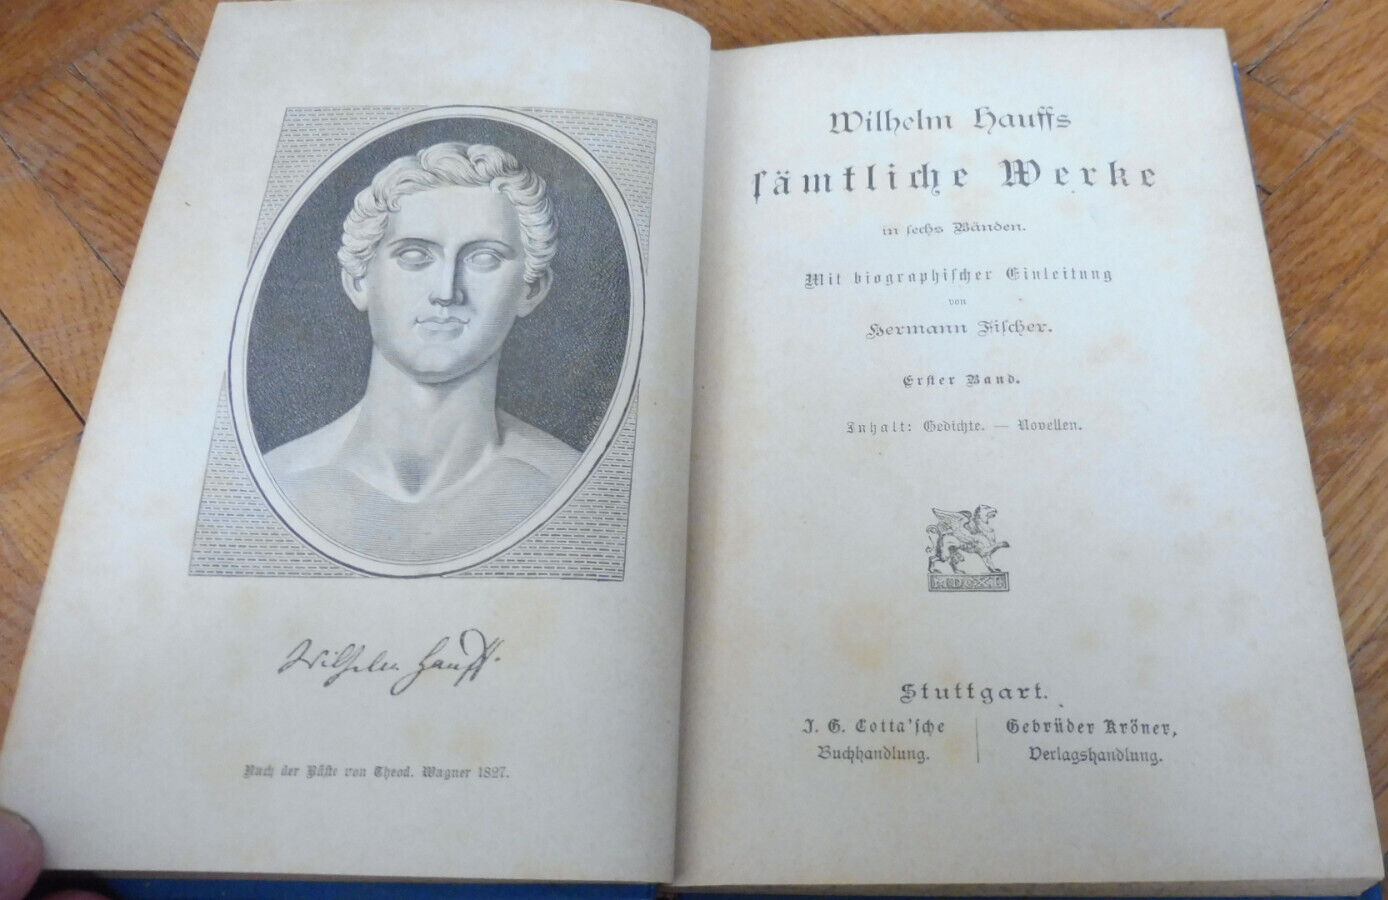 Wilhelm Hauff.
Nach der Büste von Theod. Wagner 1827.
Wilhelm Hauffs
sämtliche Werke
in sechs Bänden.
Mit biographischer Einleitung
von
Hermann Fischer.
Erster Band.
Inhalt: Gedichte. — Novellen.
MDCXL
Stuttgart.
J. G. Cotta'sche
Buchhandlung.
Gebrüder Kröner,
Verlagshandlung.